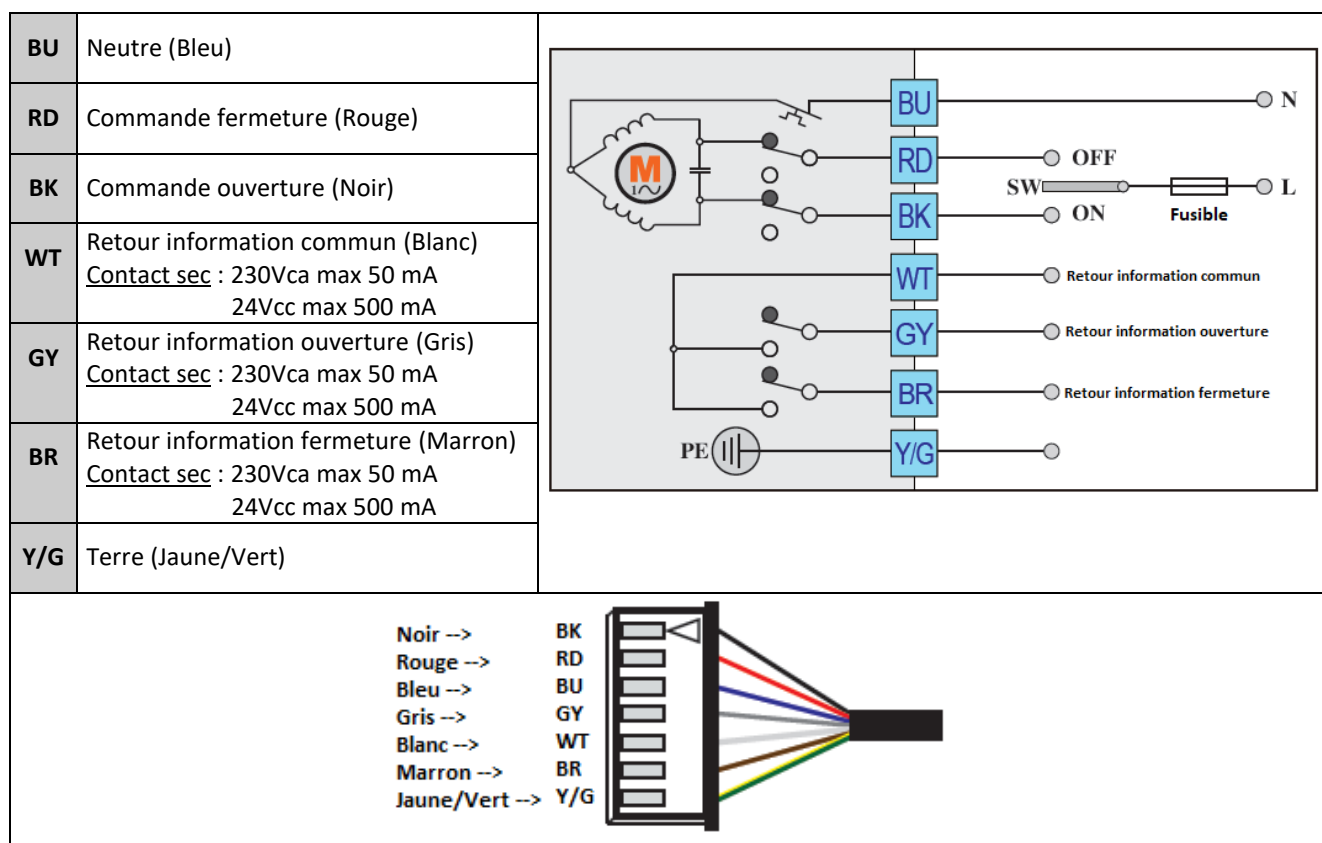 BU
Neutre (Bleu)
RD
Commande fermeture (Rouge)
BK
Commande ouverture (Noir)
WT
Retour information commun (Blanc)
Contact sec : 230Vca max 50 mA
24Vcc max 500 mA
GY
Retour information ouverture (Gris)
Contact sec : 230Vca max 50 mA
24Vcc max 500 mA
BR
Retour information fermeture (Marron)
Contact sec : 230Vca max 50 mA
24Vcc max 500 mA
Y/G
Terre (Jaune/Vert)
BU
N
M
1
RD
OFF
SW
L
BK
ON
Fusible
WT
Retour information commun
GY
Retour information ouverture
BR
Retour information fermeture
PE
Y/G
Noir --> BK
Rouge --> RD
Bleu --> BU
Gris --> GY
Blanc --> WT
Marron --> BR
Jaune/Vert --> Y/G